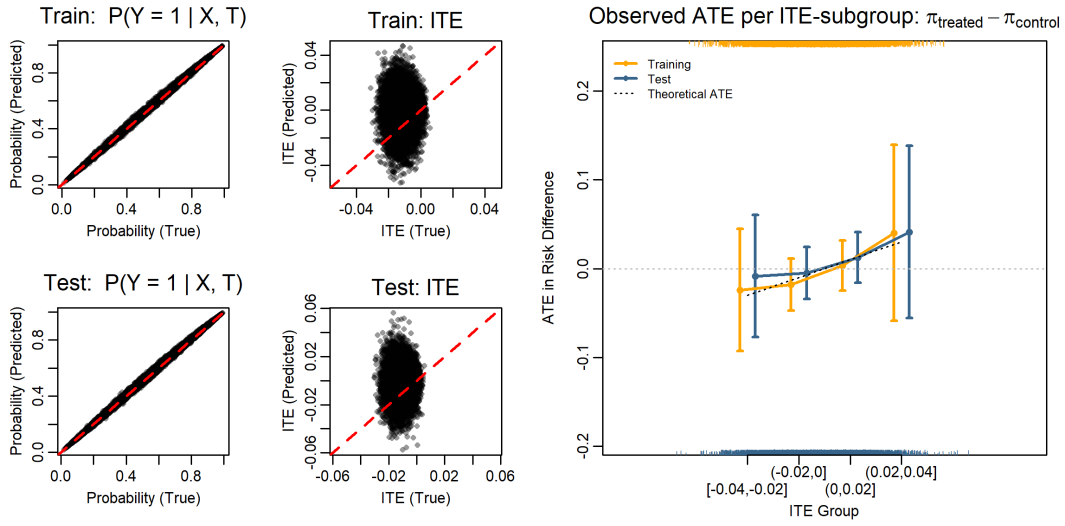 Train:  P(Y = 1 | X, T)
Probability (Predicted)
0.0 0.4 0.8
0.0 0.4 0.8
Probability (True)
Train: ITE
ITE (Predicted)
-0.04 0.00 0.04
-0.04 0.00 0.04
ITE (True)
Test:  P(Y = 1 | X, T)
Probability (Predicted)
0.0 0.4 0.8
0.0 0.4 0.8
Probability (True)
Test: ITE
ITE (Predicted)
-0.06 -0.02 0.02 0.06
-0.06 -0.02 0.02 0.06
ITE (True)
Observed ATE per ITE-subgroup: πtreated − πcontrol
Training
Test
Theoretical ATE
ATE in Risk Difference
0.2
0.1
0.0
-0.1
-0.2
(-0.02,0] (0.02,0.04]
[-0.04,-0.02] (0,0.02]
ITE Group